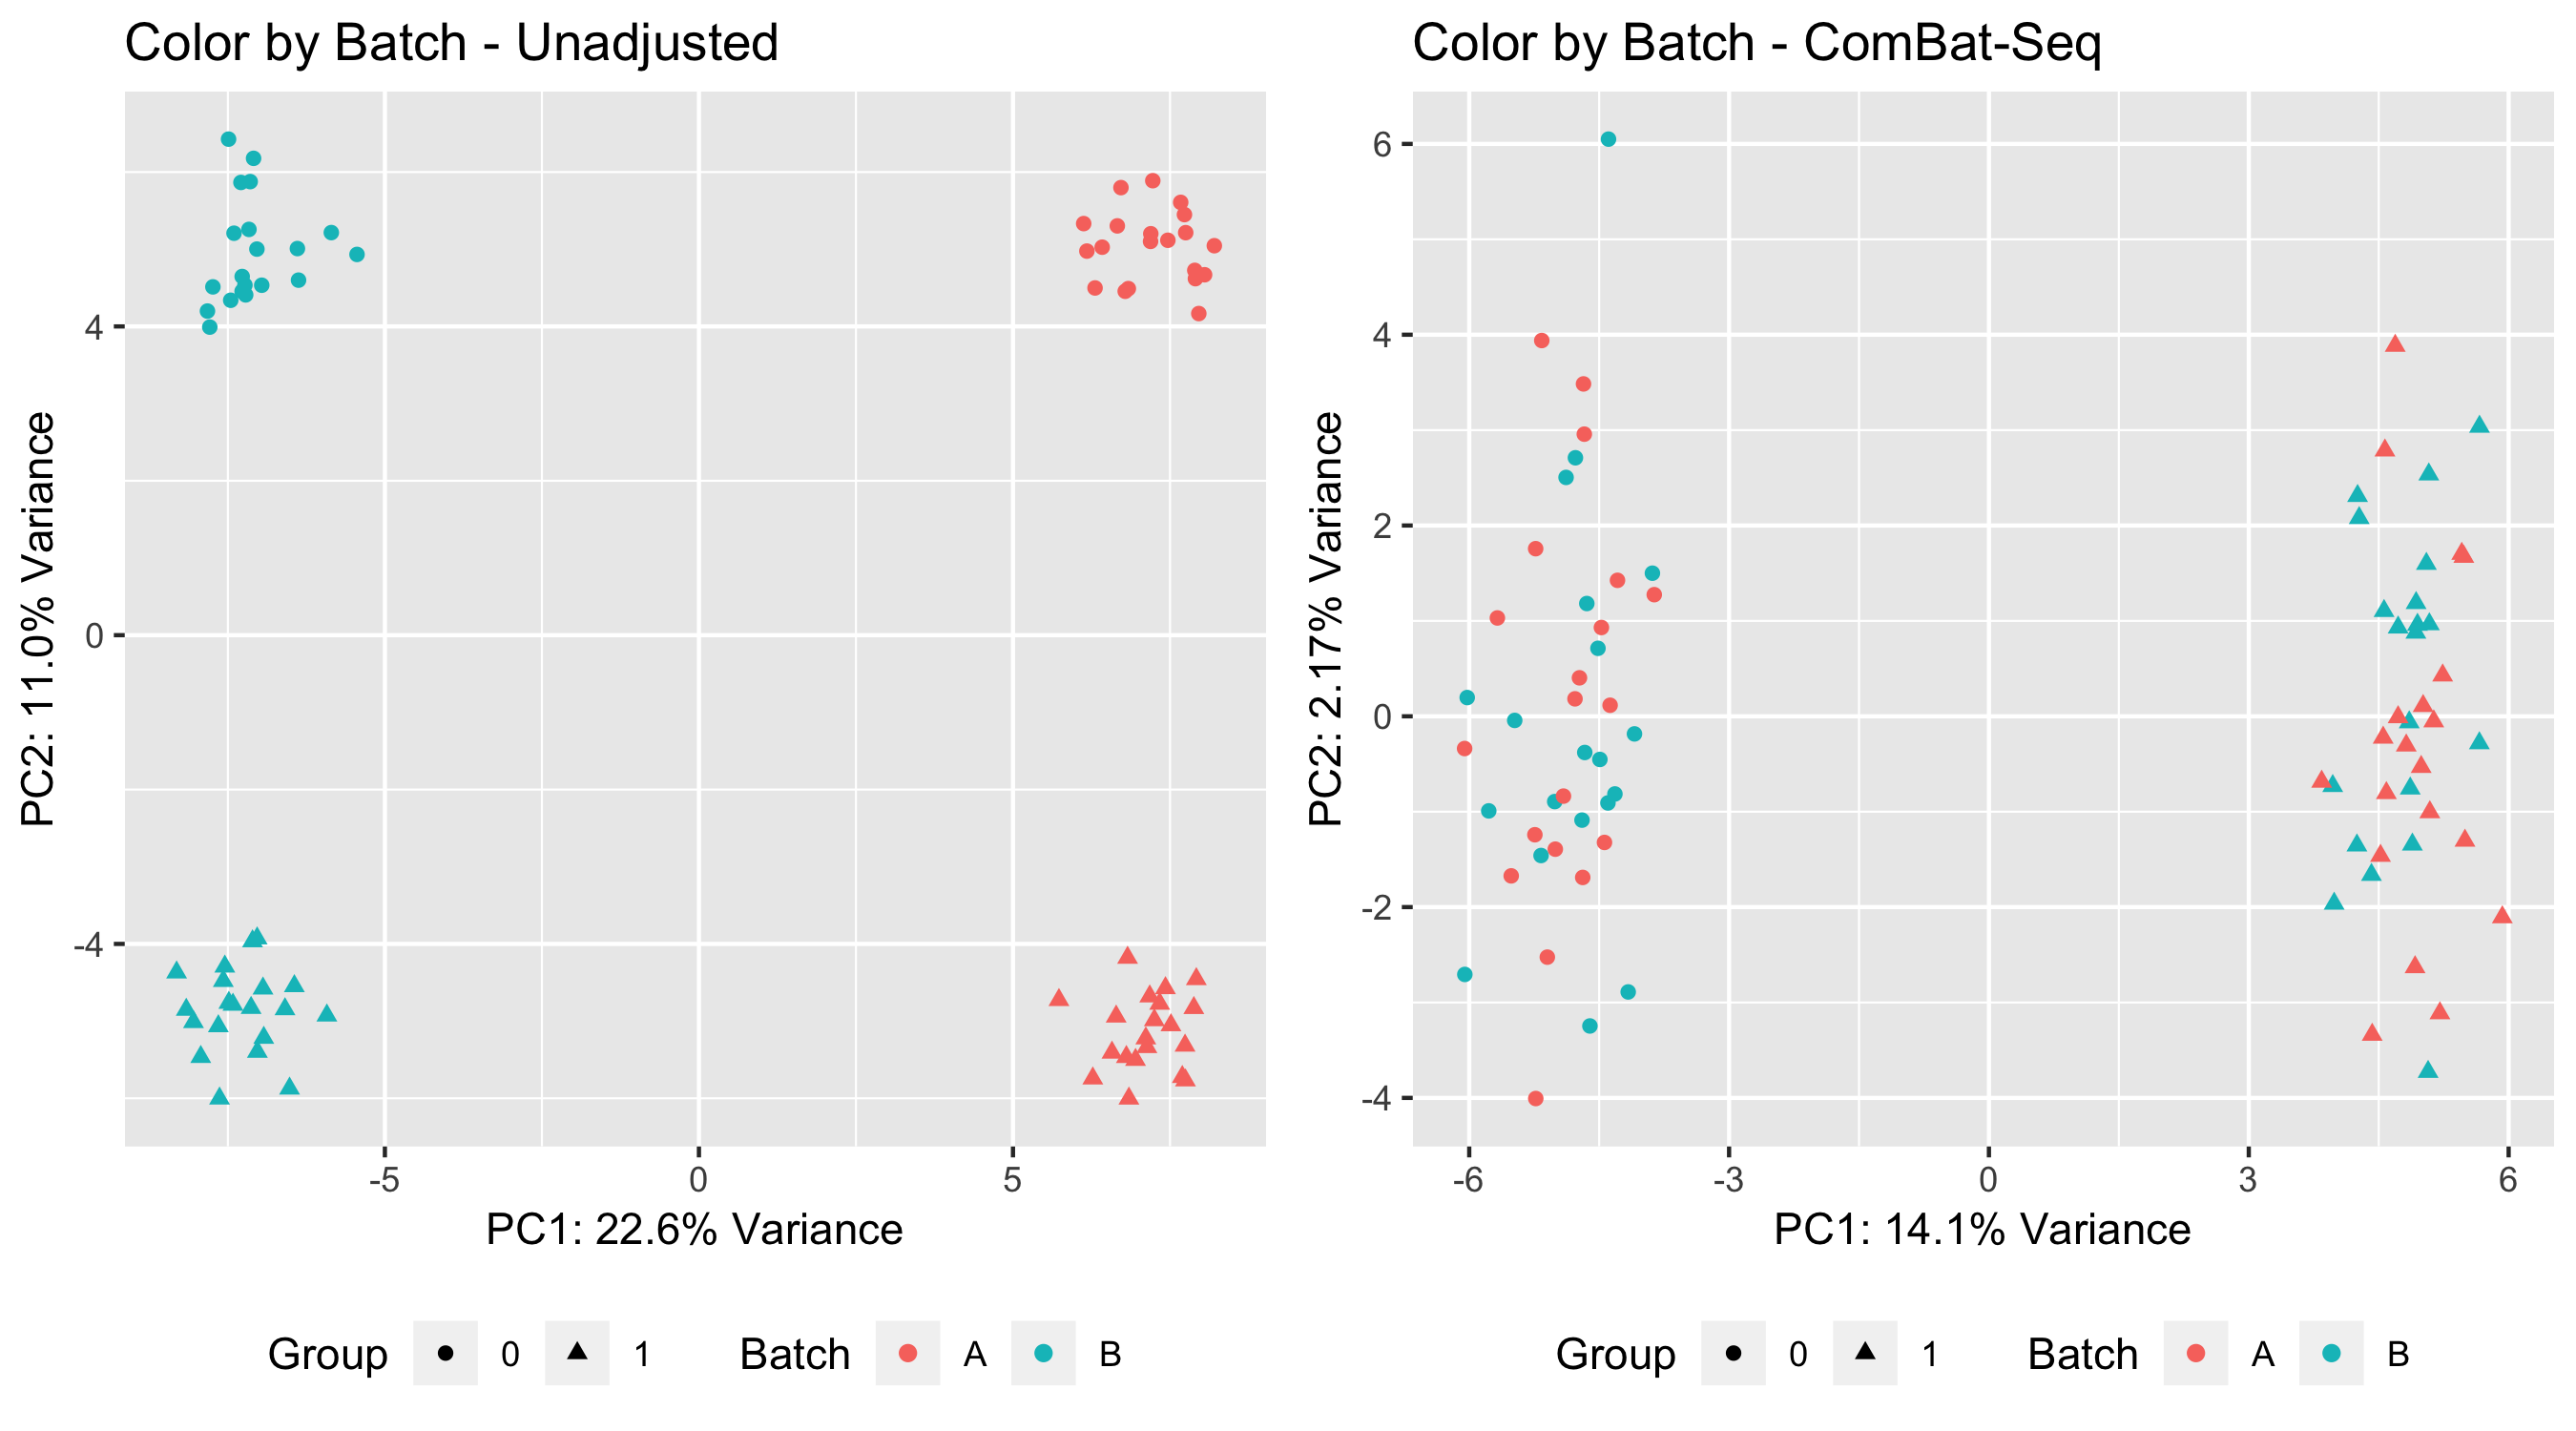 Color by Batch - Unadjusted
4
0
-4
PC2: 11.0% Variance
-5 0 5
PC1: 22.6% Variance
Group 0 1 Batch A B
Color by Batch - ComBat-Seq
6
4
2
0
-2
-4
PC2: 2.17% Variance
-6 -3 0 3 6
PC1: 14.1% Variance
Group 0 1 Batch A B